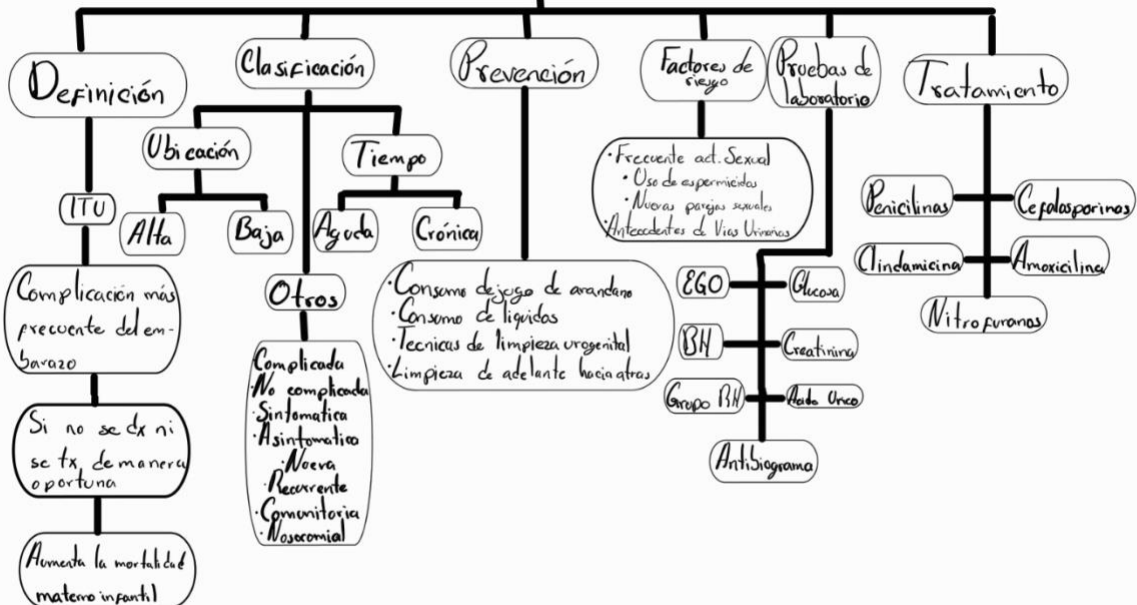 Definición
ITU
Complicación más
frecuente del em-
barazo
Si no se dx ni
se tx de manera
oportuna
Aumenta la mortalidad
materno infantil
Clasificación
Ubicación
Alta
Baja
Tiempo
Aguda
Crónica
Otros
Complicada
·No complicada
·Sintomatica
·Asintomatica
·Nueva
·Recurrente
·Comunitaria
·Nosocomial
Prevención
·Consumo de jugo de arandano
·Consumo de liquidos
·Tecnicas de limpieza urogenital
·Limpieza de adelante hacia atras
Factores de
riesgo
·Frecuente act. Sexual
·Uso de espermicidas
·Nuevas parejas sexuales
·Antecedentes de Vias Urinarias
Pruebas de
laboratorio
EGO
Glucosa
BH
Creatinina
Grupo RH
Acido Urico
Antibiograma
Tratamiento
Penicilinas
Cefalosporinas
Clindamicina
Amoxicilina
Nitrofuranos